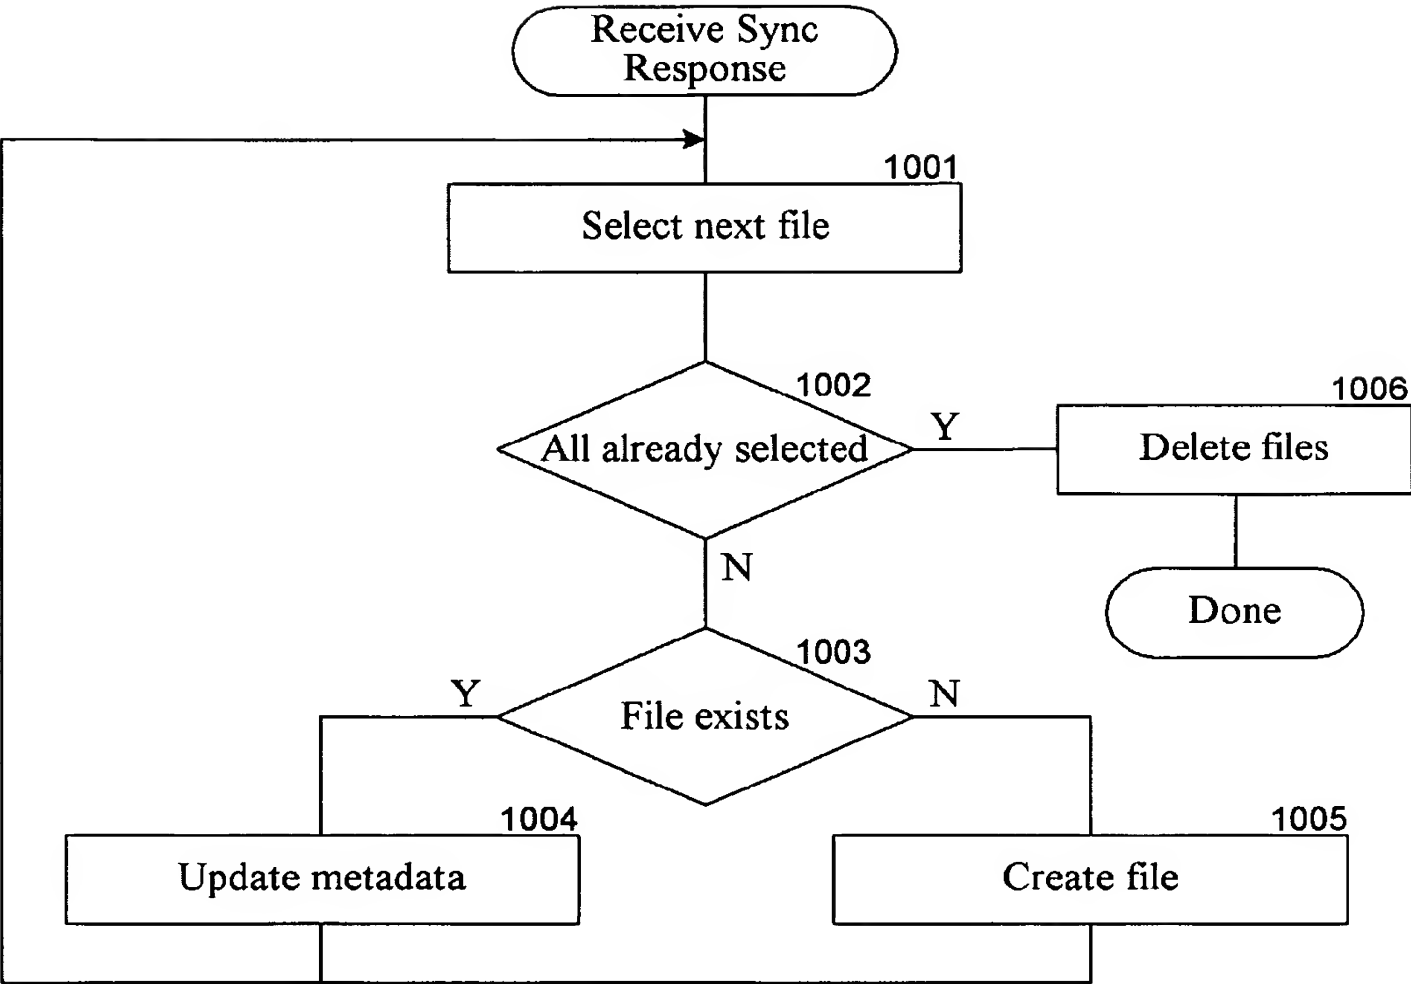 Receive Sync
Response
1001
Select next file
1002
All already selected
Y
1006
Delete files
N
Done
1003
File exists
Y
N
1004
Update metadata
1005
Create file